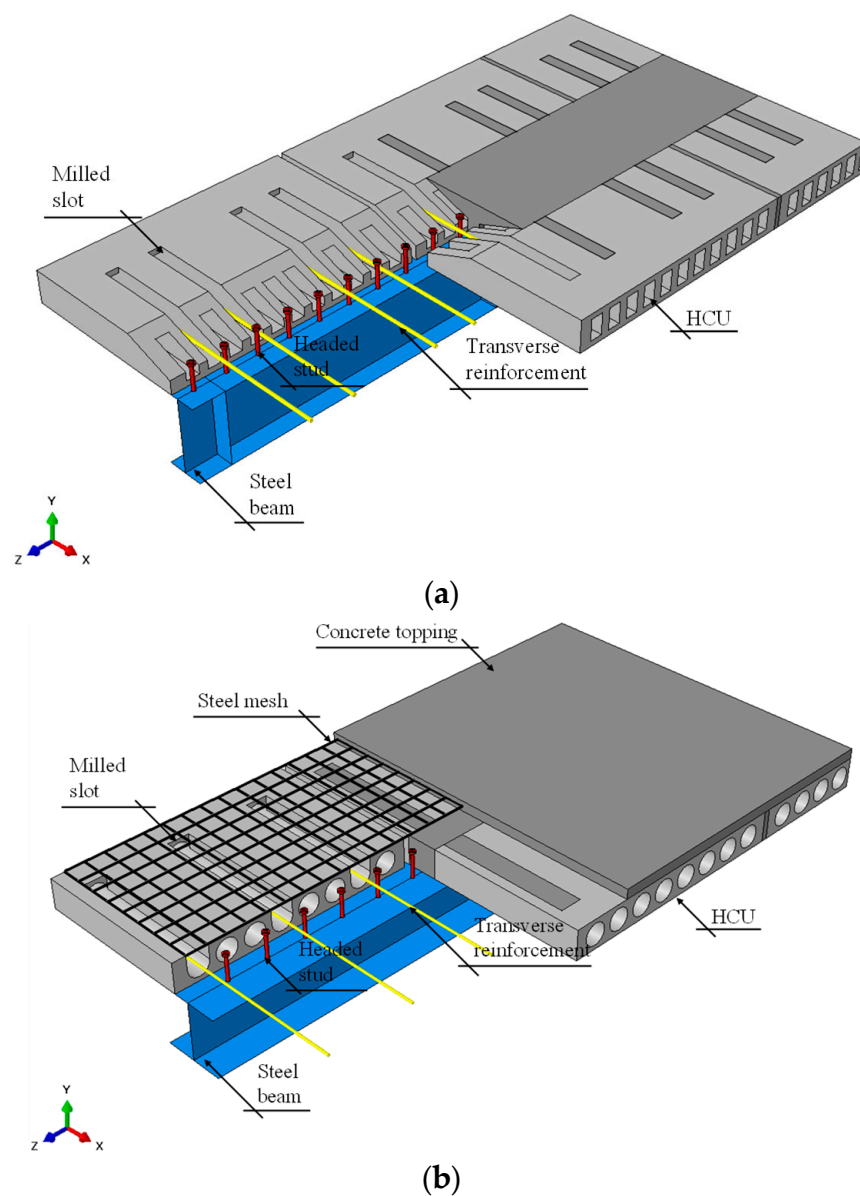 Milled
slot
HCU
Headed
stud
Transverse
reinforcement
Steel
beam
Y
Z
X
(a)
Concrete topping
Steel mesh
Milled
slot
HCU
Transverse
reinforcement
Headed
stud
Steel
beam
Y
Z
X
(b)